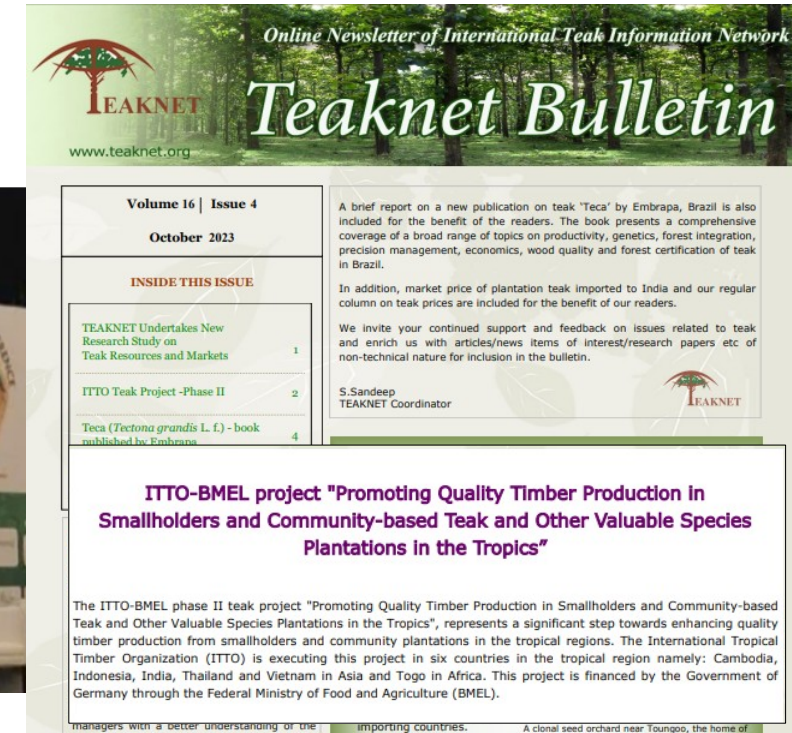 Online Newsletter of International Teak Information Network
TEAKNET
Teaknet Bulletin
www.teaknet.org
Volume 16 | Issue 4
October 2023
INSIDE THIS ISSUE
TEAKNET Undertakes New
Research Study on
Teak Resources and Markets 1
ITTO Teak Project -Phase II 2
Teca (Tectona grandis L. f.) - book
published by Embrapa 4
A brief report on a new publication on teak ‘Teca’ by Embrapa, Brazil is also
included for the benefit of the readers. The book presents a comprehensive
coverage of a broad range of topics on productivity, genetics, forest integration,
precision management, economics, wood quality and forest certification of teak
in Brazil.
In addition, market price of plantation teak imported to India and our regular
column on teak prices are included for the benefit of our readers.
We invite your continued support and feedback on issues related to teak
and enrich us with articles/news items of interest/research papers etc of
non-technical nature for inclusion in the bulletin.
S.Sandeep
TEAKNET Coordinator
TEAKNET
ITTO-BMEL project "Promoting Quality Timber Production in
Smallholders and Community-based Teak and Other Valuable Species
Plantations in the Tropics”
The ITTO-BMEL phase II teak project "Promoting Quality Timber Production in Smallholders and Community-based
Teak and Other Valuable Species Plantations in the Tropics", represents a significant step towards enhancing quality
timber production from smallholders and community plantations in the tropical regions. The International Tropical
Timber Organization (ITTO) is executing this project in six countries in the tropical region namely: Cambodia,
Indonesia, India, Thailand and Vietnam in Asia and Togo in Africa. This project is financed by the Government of
Germany through the Federal Ministry of Food and Agriculture (BMEL).
managers with a better understanding of the
importing countries.
A clonal seed orchard near Toungoo, the home of